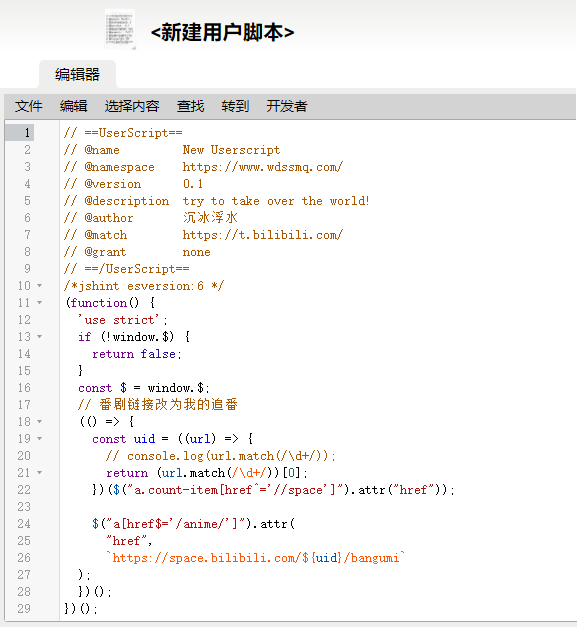 <新建用户脚本>
编辑器
文件 编辑 选择内容 查找 转到 开发者
1 // ==UserScript==
2 // @name         New Userscript
3 // @namespace    https://www.wdssmq.com/
4 // @version      0.1
5 // @description  try to take over the world!
6 // @author       沉冰浮水
7 // @match        https://t.bilibili.com/
8 // @grant        none
9 // ==/UserScript==
10 /*jshint esversion:6 */
11 (function() {
12   'use strict';
13   if (!window.$) {
14     return false;
15   }
16   const $ = window.$;
17   // 番剧链接改为我的追番
18   (() => {
19     const uid = ((url) => {
20       // console.log(url.match(/\d+/));
21       return (url.match(/\d+/))[0];
22     })($("a.count-item[href^='//space']").attr("href"));
23
24     $("a[href$='/anime/']").attr(
25       "href",
26       `https://space.bilibili.com/${uid}/bangumi`
27   );
28   })();
29 })();